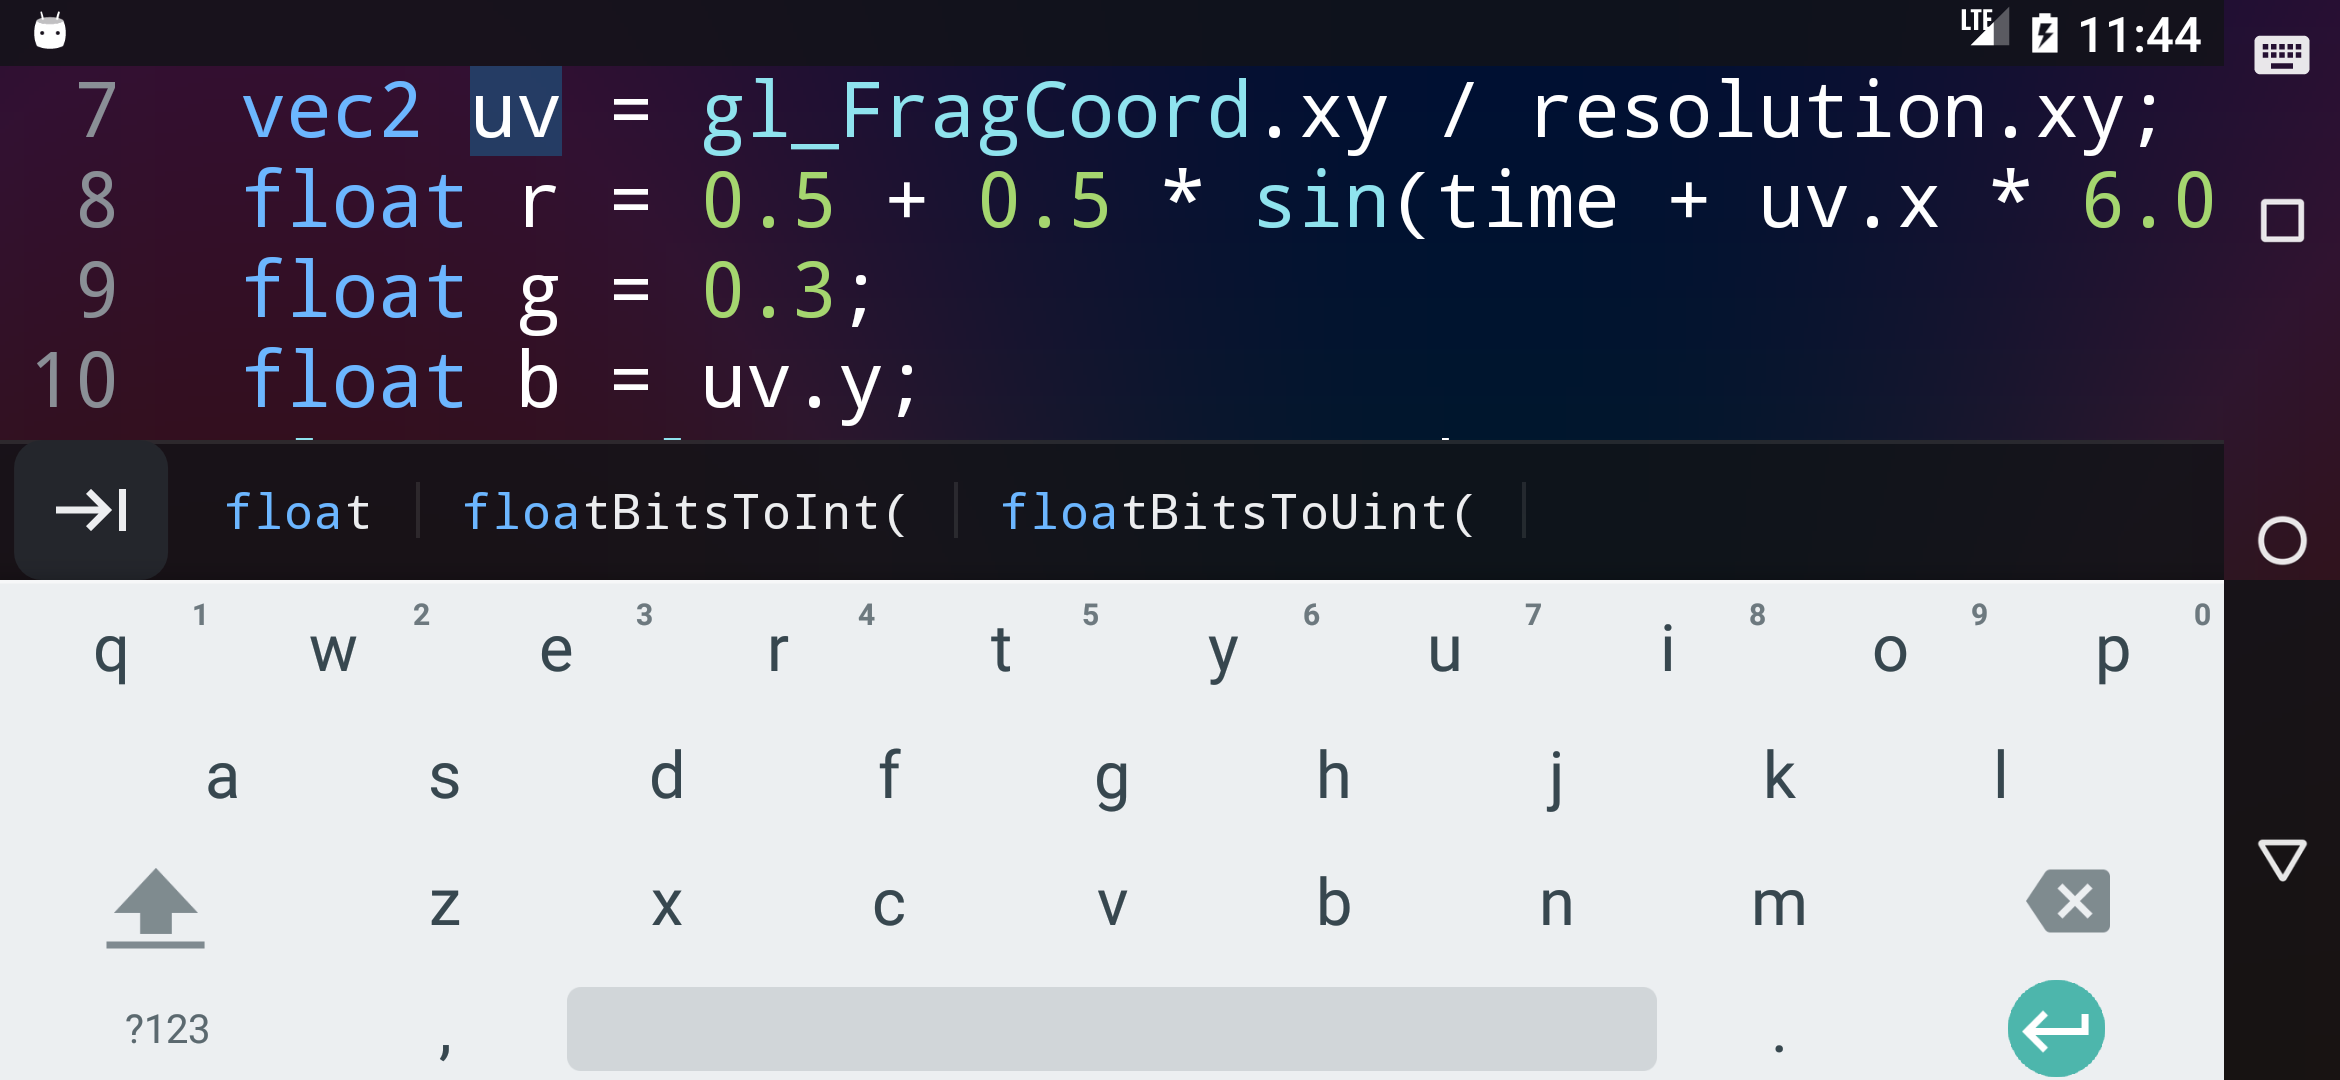 LTE 11:44
7 vec2 uv = gl_FragCoord.xy / resolution.xy;
8 float r = 0.5 + 0.5 * sin(time + uv.x * 6.0
9 float g = 0.3;
10 float b = uv.y;
float floatBitsToInt( floatBitsToUint(
1 2 3 4 5 6 7 8 9 0
q w e r t y u i o p
a s d f g h j k l
z x c v b n m
?123 , .